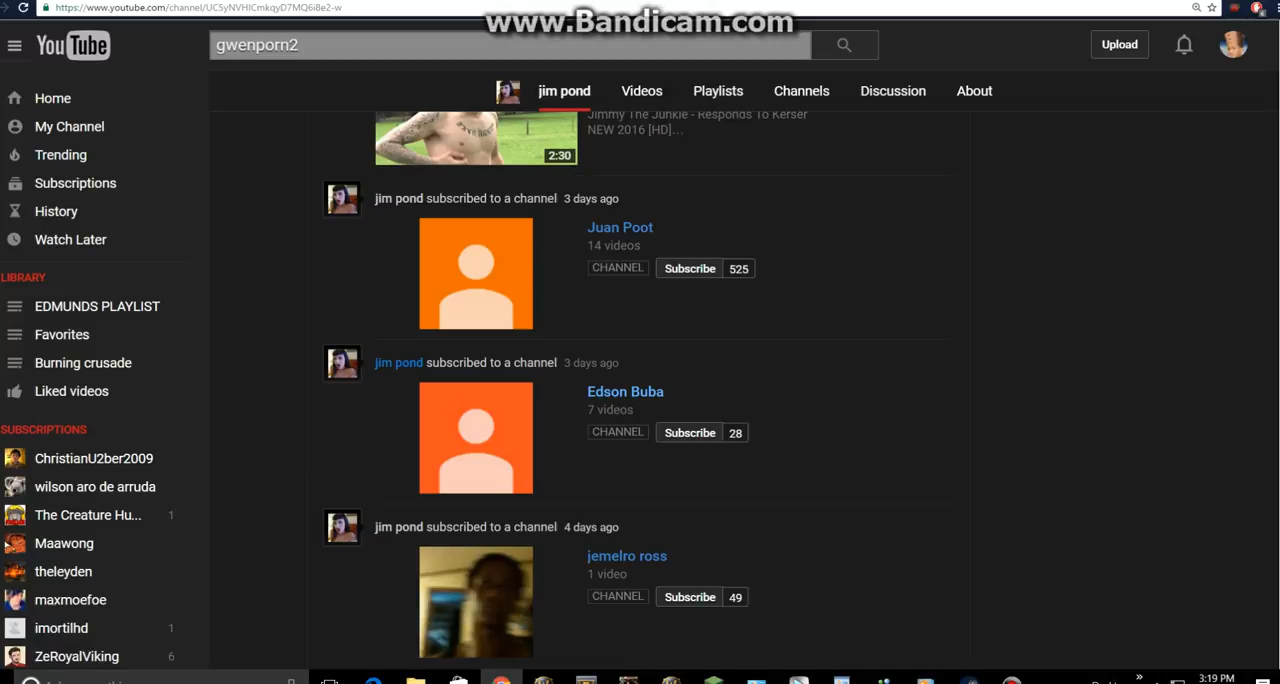 https://www.youtube.com/channel/UC5yNVHICmkqyD7MQ6i8e2-w
www.Bandicam.com
YouTube
gwenporn2
Upload
jim pond
Videos
Playlists
Channels
Discussion
About
Home
My Channel
Trending
Subscriptions
History
Watch Later
LIBRARY
EDMUNDS PLAYLIST
Favorites
Burning crusade
Liked videos
SUBSCRIPTIONS
ChristianU2ber2009
wilson aro de arruda
The Creature Hu... 1
Maawong
theleyden
maxmoefoe
imortilhd 1
ZeRoyalViking 6
2:30
Jimmy The Junkie - Responds To Kerser
NEW 2016 [HD]...
jim pond subscribed to a channel 3 days ago
Juan Poot
14 videos
CHANNEL Subscribe 525
jim pond subscribed to a channel 3 days ago
Edson Buba
7 videos
CHANNEL Subscribe 28
jim pond subscribed to a channel 4 days ago
jemelro ross
1 video
CHANNEL Subscribe 49
3:19 PM